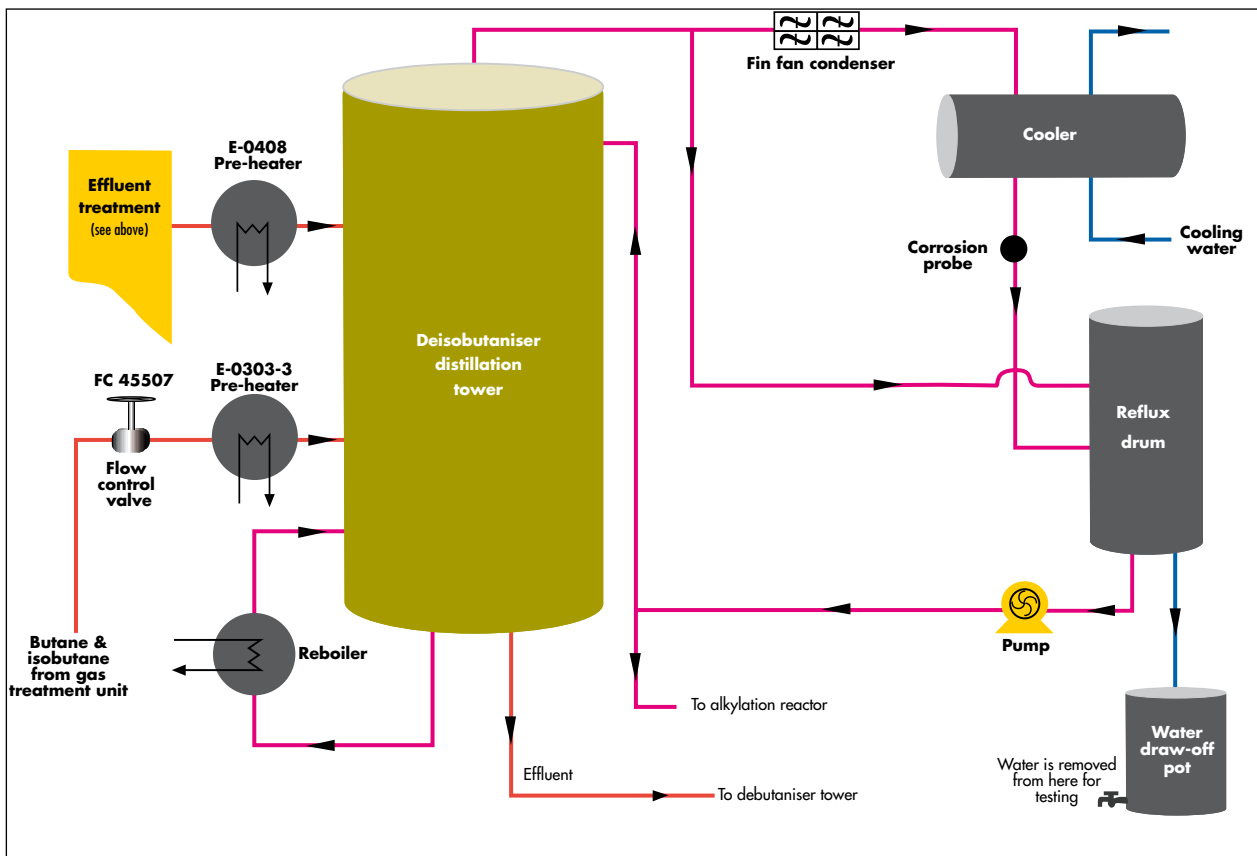 Fin fan condenser
Cooler
E-0408
Pre-heater
Effluent
treatment
(see above)
Corrosion
probe
Cooling
water
Deisobutaniser
distillation
tower
FC 45507
E-0303-3
Pre-heater
Flow
control
valve
Reflux
drum
Butane &
isobutane
from gas
treatment unit
Reboiler
Pump
To alkylation reactor
Water
draw-off
pot
Water is removed
from here for
testing
Effluent
To debutaniser tower